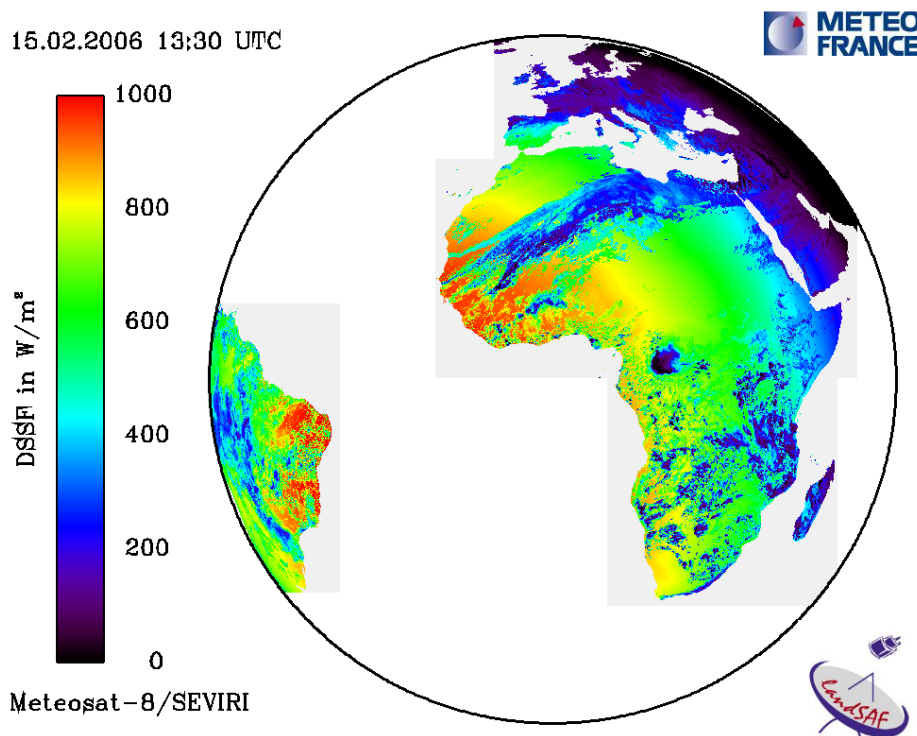 15.02.2006 13:30 UTC
METEO
FRANCE
1000
800
600
400
200
0
DSSF in W/m²
Meteosat-8/SEVIRI
landSAF